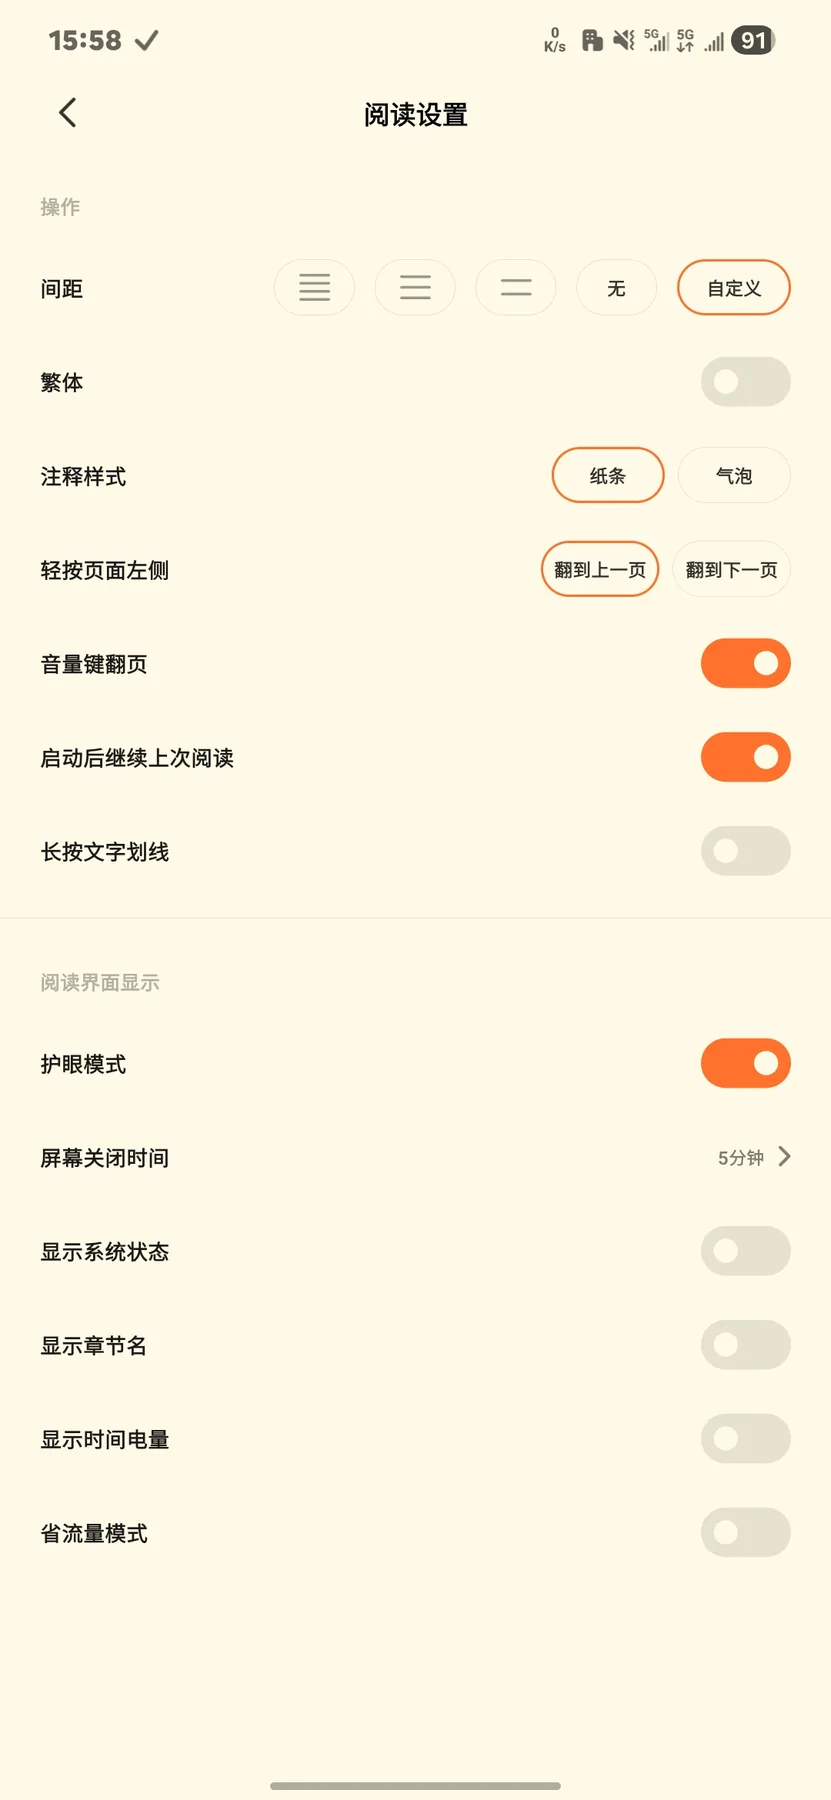 15:58
0
K/s
5G
5G
91
阅读设置
操作
间距
无
自定义
繁体
注释样式
纸条
气泡
轻按页面左侧
翻到上一页
翻到下一页
音量键翻页
启动后继续上次阅读
长按文字划线
阅读界面显示
护眼模式
屏幕关闭时间
5分钟
显示系统状态
显示章节名
显示时间电量
省流量模式